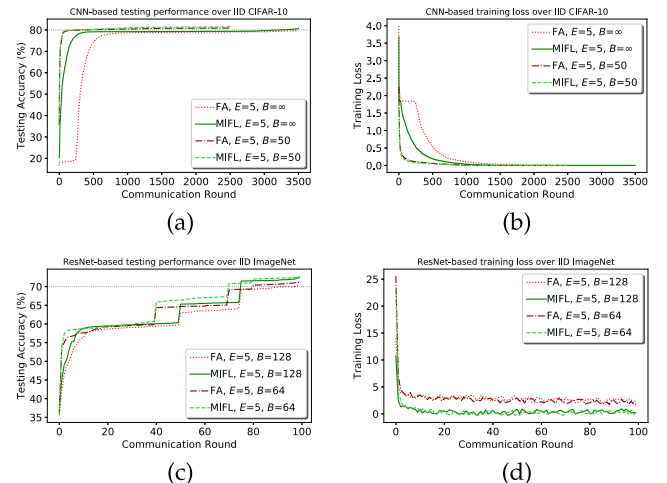 CNN-based testing performance over IID CIFAR-10
90
80
70
60
50
40
30
20
Testing Accuracy (%)
FA, E=5, B=∞
MIFL, E=5, B=∞
FA, E=5, B=50
MIFL, E=5, B=50
0 500 1000 1500 2000 2500 3000 3500
Communication Round
(a)
CNN-based training loss over IID CIFAR-10
4.0
3.5
3.0
2.5
2.0
1.5
1.0
0.5
0.0
Training Loss
FA, E=5, B=∞
MIFL, E=5, B=∞
FA, E=5, B=50
MIFL, E=5, B=50
0 500 1000 1500 2000 2500 3000 3500
Communication Round
(b)
ResNet-based testing performance over IID ImageNet
70
65
60
55
50
45
40
35
Testing Accuracy (%)
FA, E=5, B=128
MIFL, E=5, B=128
FA, E=5, B=64
MIFL, E=5, B=64
0 20 40 60 80 100
Communication Round
(c)
ResNet-based training loss over IID ImageNet
25
20
15
10
5
0
Training Loss
FA, E=5, B=128
MIFL, E=5, B=128
FA, E=5, B=64
MIFL, E=5, B=64
0 20 40 60 80 100
Communication Round
(d)